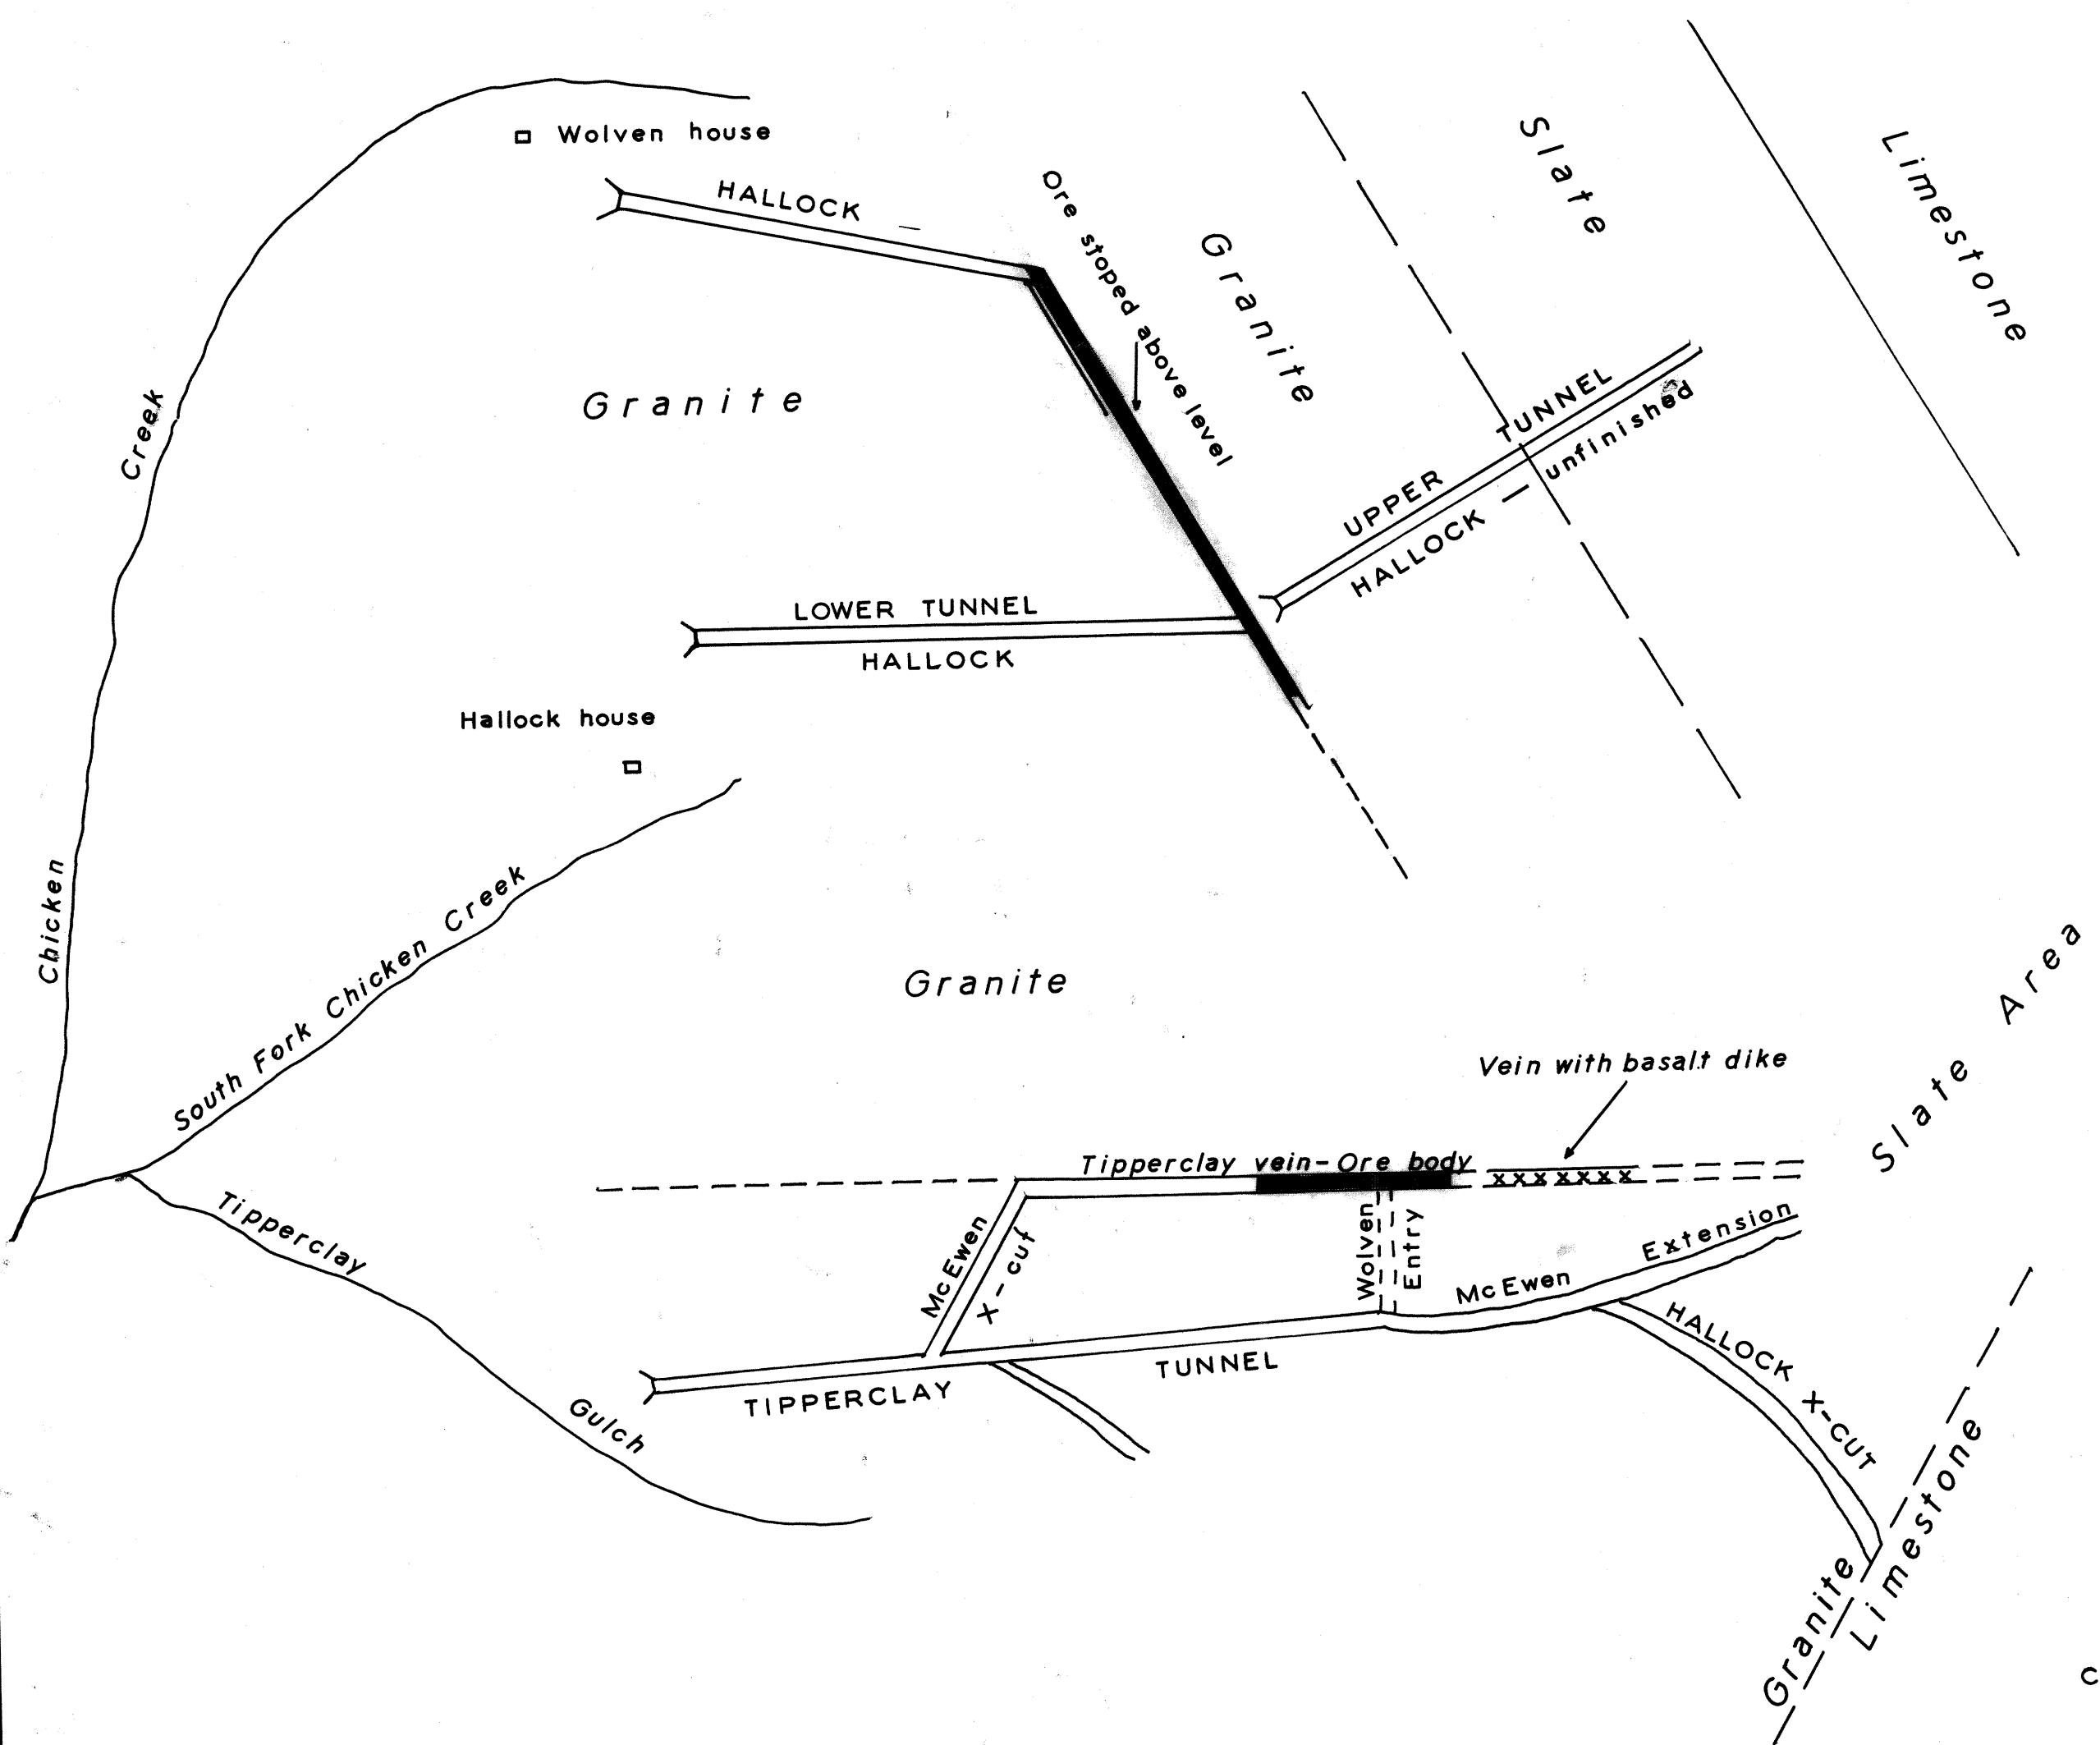 Wolven house
HALLOCK
Ore stoped above level
Granite
Slate
Limestone
Creek
Granite
UPPER TUNNEL
HALLOCK — unfinished
LOWER TUNNEL
HALLOCK
Hallock house
Chicken
South Fork Chicken Creek
Granite
Slate Area
Vein with basalt dike
Tipperclay vein-Ore body
xxxxxxx
Tipperclay
Gulch
McEwen
X-cut
Wolven
Entry
McEwen Extension
HALLOCK X-CUT
TIPPERCLAY TUNNEL
Granite
Limestone
C